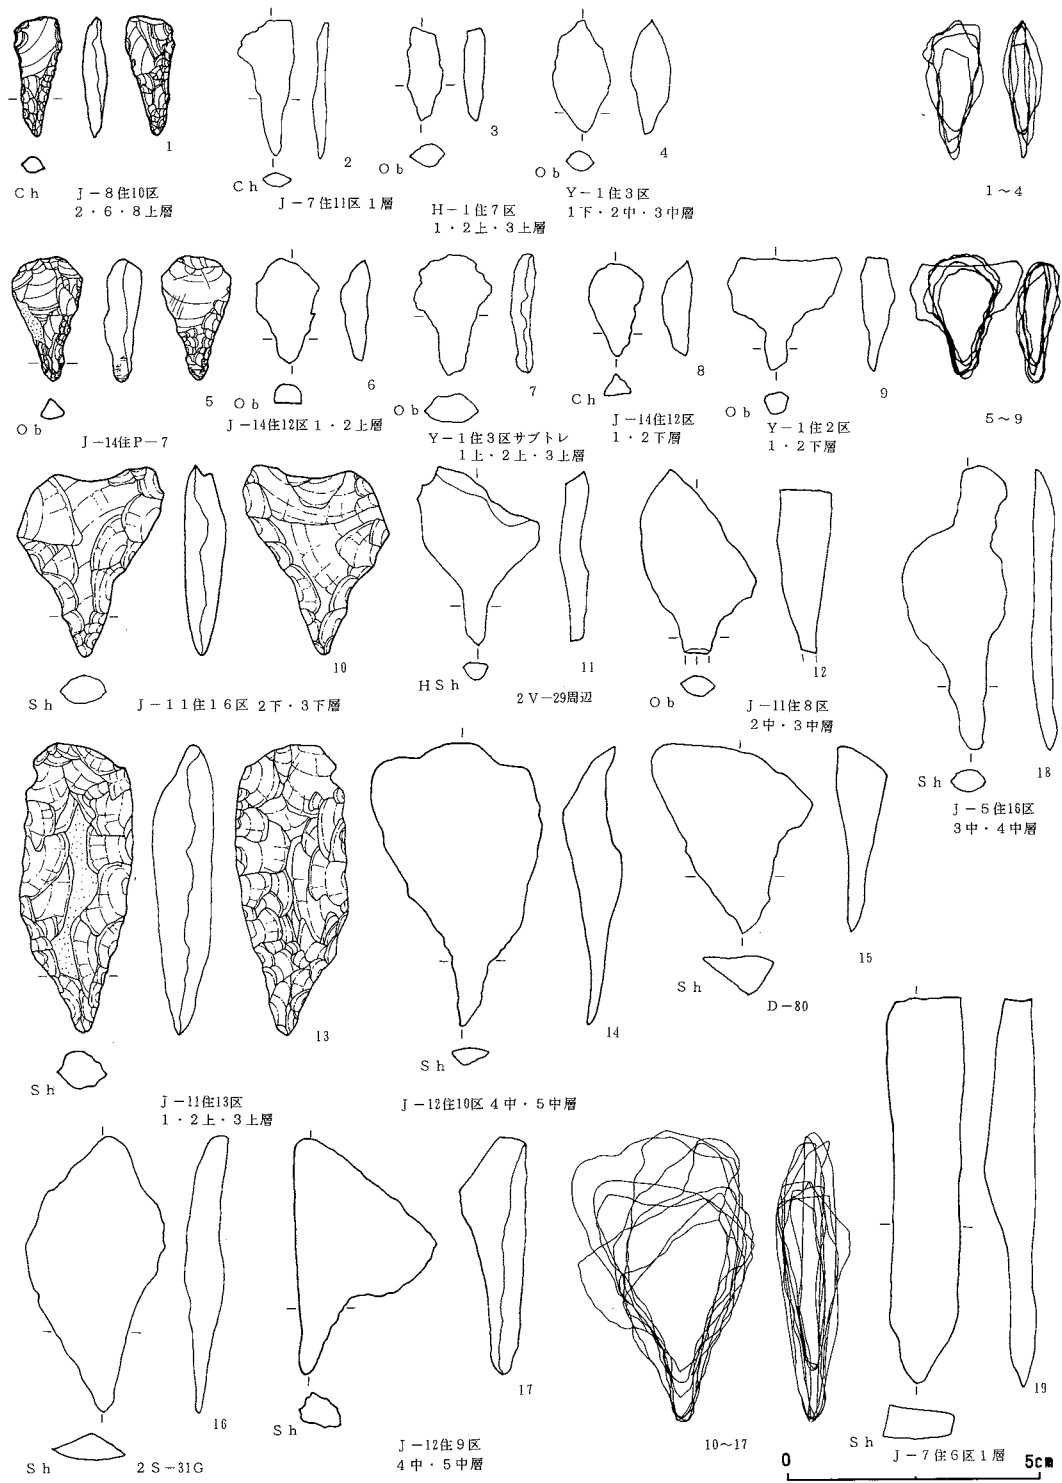 1
Ch
J－8住10区
2・6・8上層
2
Ch
J－7住11区 1層
3
Ob
H－1住7区
1・2上・3上層
4
Ob
Y－1住3区
1下・2中・3中層
1～4
5
Ob
J－14住P－7
6
Ob
J－14住12区 1・2上層
7
Ob
Y－1住3区サブトレ
1上・2上・3上層
8
Ch
J－14住12区
1・2下層
9
Ob
Y－1住2区
1・2下層
5～9
10
Sh
J－11住16区 2下・3下層
11
HSh
2V－29周辺
12
Ob
J－11住8区
2中・3中層
18
Sh
J－5住16区
3中・4中層
13
Sh
J－11住13区
1・2上・3上層
14
Sh
J－12住10区 4中・5中層
15
Sh
D－80
16
Sh
2S－31G
17
Sh
J－12住9区
4中・5中層
10～17
19
Sh
J－7住6区1層
0 5cm